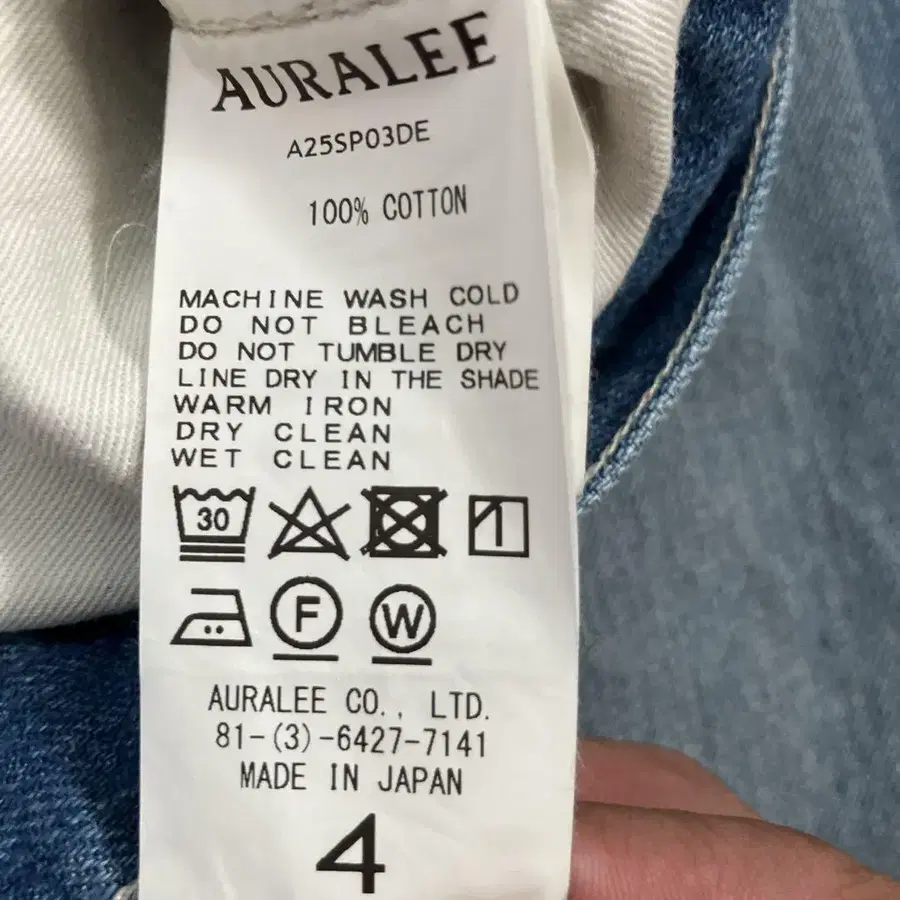 AURALEE
A25SP03DE
100% COTTON
MACHINE WASH COLD
DO NOT BLEACH
DO NOT TUMBLE DRY
LINE DRY IN THE SHADE
WARM IRON
DRY CLEAN
WET CLEAN
30
F W
AURALEE CO., LTD.
81-(3)-6427-7141
MADE IN JAPAN
4